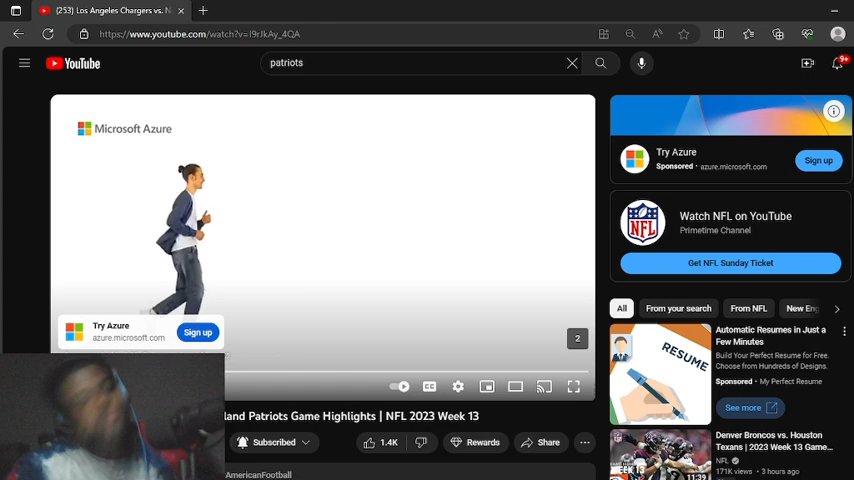 (253) Los Angeles Chargers vs. N
https://www.youtube.com/watch?v=I9rJkAy_4QA
YouTube
patriots
9+
Microsoft Azure
Try Azure
azure.microsoft.com
Sign up
2
land Patriots Game Highlights | NFL 2023 Week 13
Subscribed
1.4K
Rewards
Share
AmericanFootball
Try Azure
Sponsored • azure.microsoft.com
Sign up
NFL
Watch NFL on YouTube
Primetime Channel
Get NFL Sunday Ticket
All
From your search
From NFL
New Eng
RESUME
Automatic Resumes in Just a
Few Minutes
Build Your Perfect Resume for Free.
Choose from Hundreds of Designs.
Sponsored • My Perfect Resume
See more
WEEK 13
11:39
Denver Broncos vs. Houston
Texans | 2023 Week 13 Game...
NFL
171K views • 3 hours ago